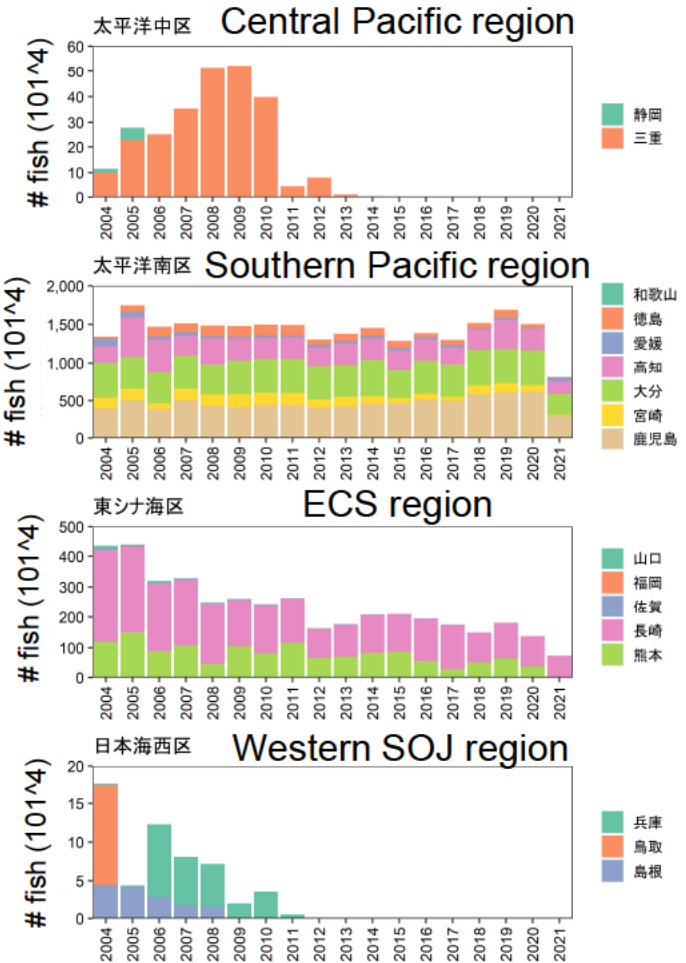 太平洋中区 Central Pacific region
# fish (101^4)
60
50
40
30
20
10
0
2004 2005 2006 2007 2008 2009 2010 2011 2012 2013 2014 2015 2016 2017 2018 2019 2020 2021
静岡
三重
太平洋南区 Southern Pacific region
# fish (101^4)
2,000
1,500
1,000
500
0
2004 2005 2006 2007 2008 2009 2010 2011 2012 2013 2014 2015 2016 2017 2018 2019 2020 2021
和歌山
徳島
愛媛
高知
大分
宮崎
鹿児島
東シナ海区 ECS region
# fish (101^4)
500
400
300
200
100
0
2004 2005 2006 2007 2008 2009 2010 2011 2012 2013 2014 2015 2016 2017 2018 2019 2020 2021
山口
福岡
佐賀
長崎
熊本
日本海西区 Western SOJ region
# fish (101^4)
20
15
10
5
0
2004 2005 2006 2007 2008 2009 2010 2011 2012 2013 2014 2015 2016 2017 2018 2019 2020 2021
兵庫
鳥取
島根